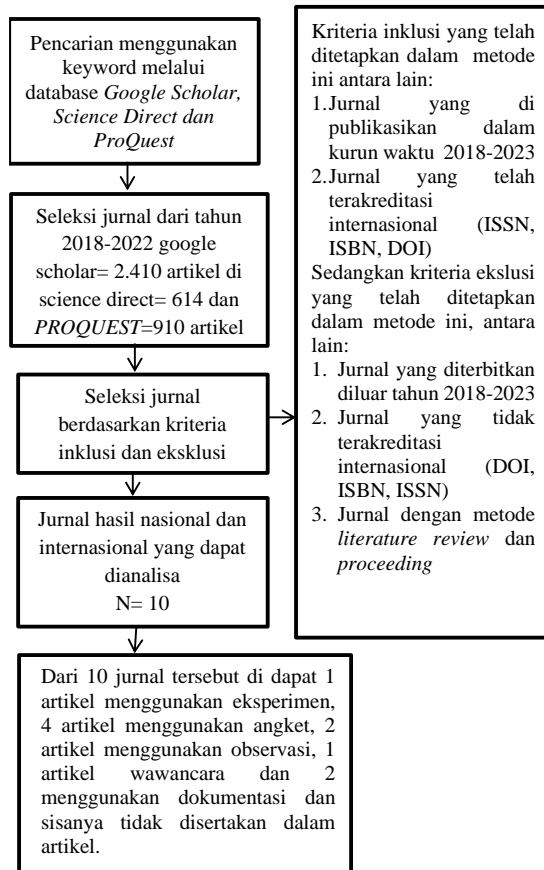 Pencarian menggunakan
keyword melalui
database Google Scholar,
Science Direct dan
ProQuest
Seleksi jurnal dari tahun
2018-2022 google
scholar= 2.410 artikel di
science direct= 614 dan
PROQUEST=910 artikel
Seleksi jurnal
berdasarkan kriteria
inklusi dan eksklusi
Jurnal hasil nasional dan
internasional yang dapat
dianalisa
N= 10
Dari 10 jurnal tersebut di dapat 1
artikel menggunakan eksperimen,
4 artikel menggunakan angket, 2
artikel menggunakan observasi, 1
artikel wawancara dan 2
menggunakan dokumentasi dan
sisanya tidak disertakan dalam
artikel.
Kriteria inklusi yang telah
ditetapkan dalam metode
ini antara lain:
1.Jurnal yang di
publikasikan dalam
kurun waktu 2018-2023
2.Jurnal yang telah
terakreditasi
internasional (ISSN,
ISBN, DOI)
Sedangkan kriteria ekslusi
yang telah ditetapkan
dalam metode ini, antara
lain:
1. Jurnal yang diterbitkan
diluar tahun 2018-2023
2. Jurnal yang tidak
terakreditasi
internasional (DOI,
ISBN, ISSN)
3. Jurnal dengan metode
literature review dan
proceeding